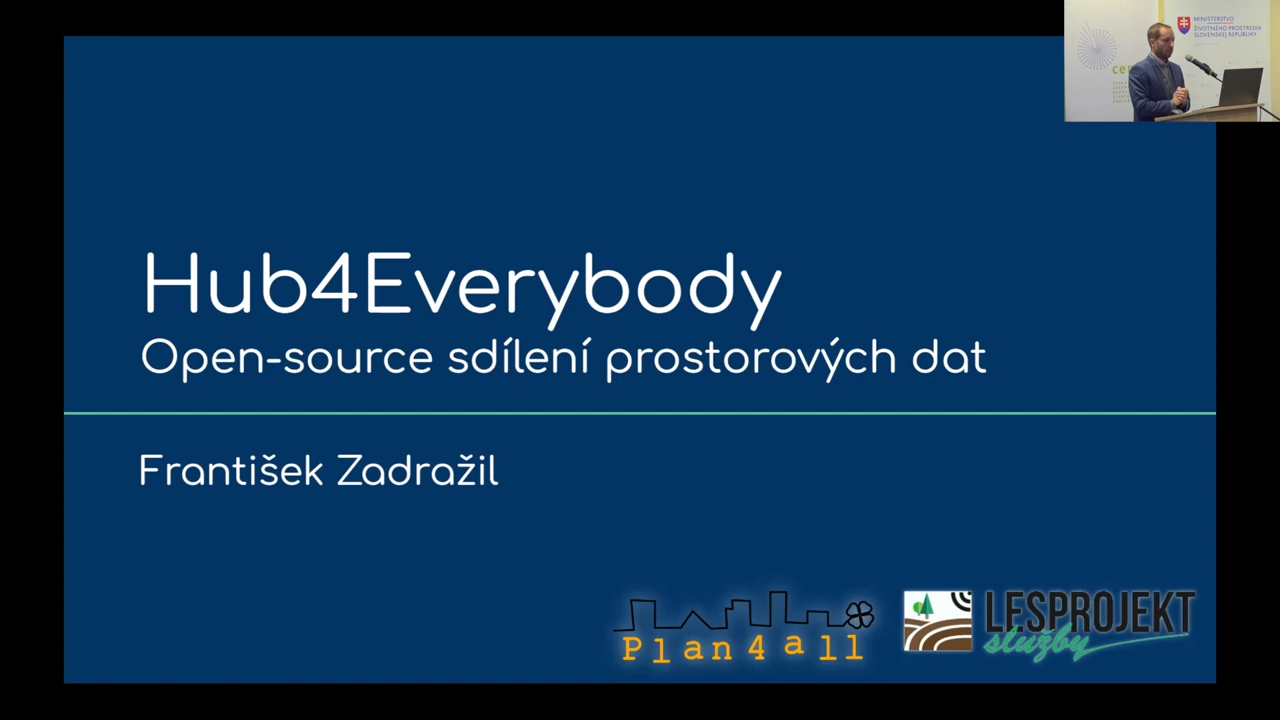 MINISTERSTVO
ŽIVOTNÉHO PROSTREDIA
SLOVENSKEJ REPUBLIKY
Hub4Everybody
Open-source sdílení prostorových dat
František Zadražil
Plan4all
LESPROJEKT
služby